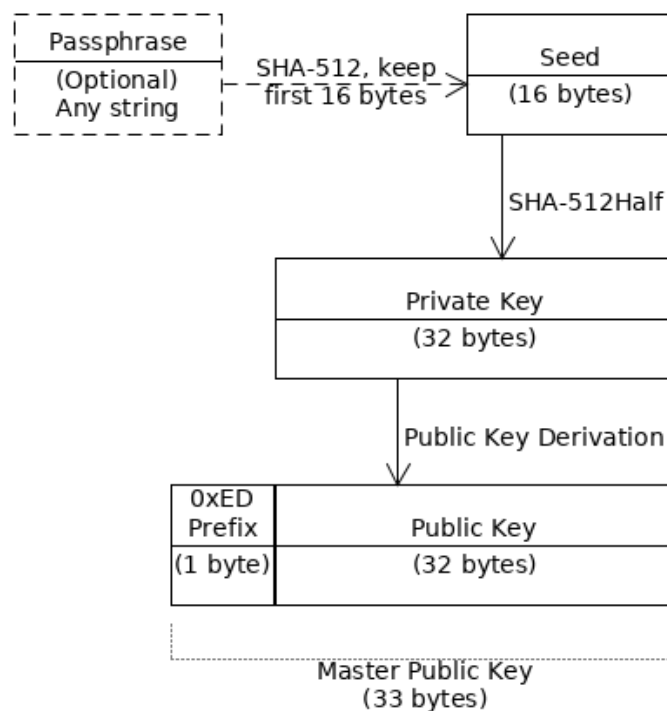 Passphrase
(Optional)
Any string
SHA-512, keep
first 16 bytes
Seed
(16 bytes)
SHA-512Half
Private Key
(32 bytes)
Public Key Derivation
0xED
Prefix
(1 byte)
Public Key
(32 bytes)
Master Public Key
(33 bytes)